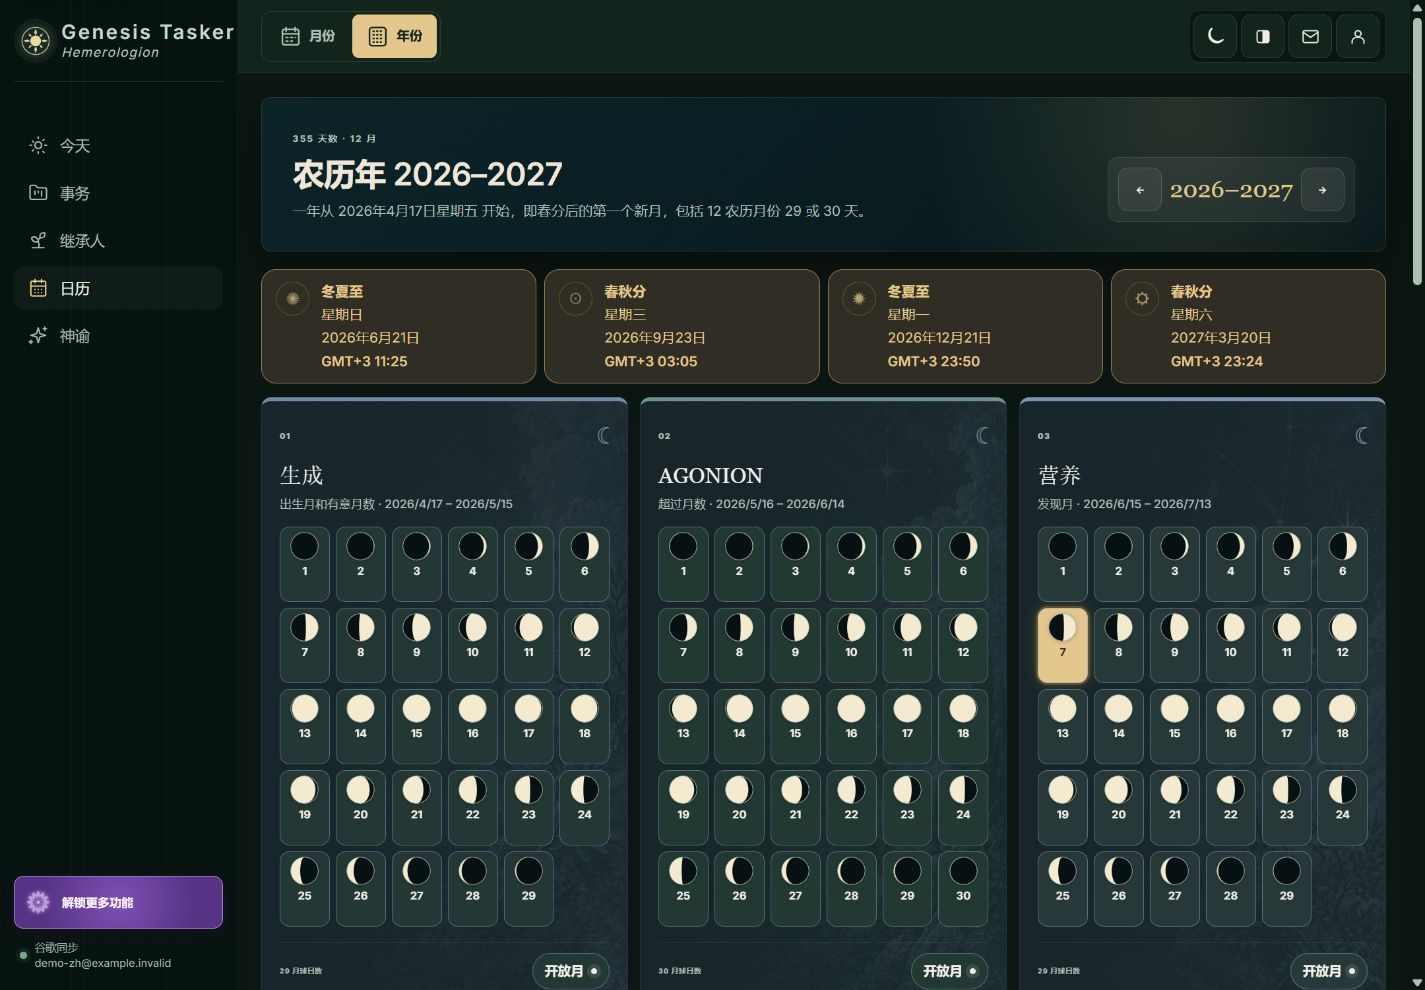 Genesis Tasker
Hemerologion
今天
事务
继承人
日历
神谕
解锁更多功能
谷歌同步
demo-zh@example.invalid
月份
年份
355 天数 · 12 月
农历年 2026–2027
一年从 2026年4月17日星期五 开始，即春分后的第一个新月，包括 12 农历月份 29 或 30 天。
← 2026–2027 →
冬夏至
星期日
2026年6月21日
GMT+3 11:25
春秋分
星期三
2026年9月23日
GMT+3 03:05
冬夏至
星期一
2026年12月21日
GMT+3 23:50
春秋分
星期六
2027年3月20日
GMT+3 23:24
01
生成
出生月和有意月数 · 2026/4/17 – 2026/5/15
1 2 3 4 5 6
7 8 9 10 11 12
13 14 15 16 17 18
19 20 21 22 23 24
25 26 27 28 29
29 月球日数
开放月
02
AGONION
超过月数 · 2026/5/16 – 2026/6/14
1 2 3 4 5 6
7 8 9 10 11 12
13 14 15 16 17 18
19 20 21 22 23 24
25 26 27 28 29 30
30 月球日数
开放月
03
营养
发现月 · 2026/6/15 – 2026/7/13
1 2 3 4 5 6
7 8 9 10 11 12
13 14 15 16 17 18
19 20 21 22 23 24
25 26 27 28 29
29 月球日数
开放月